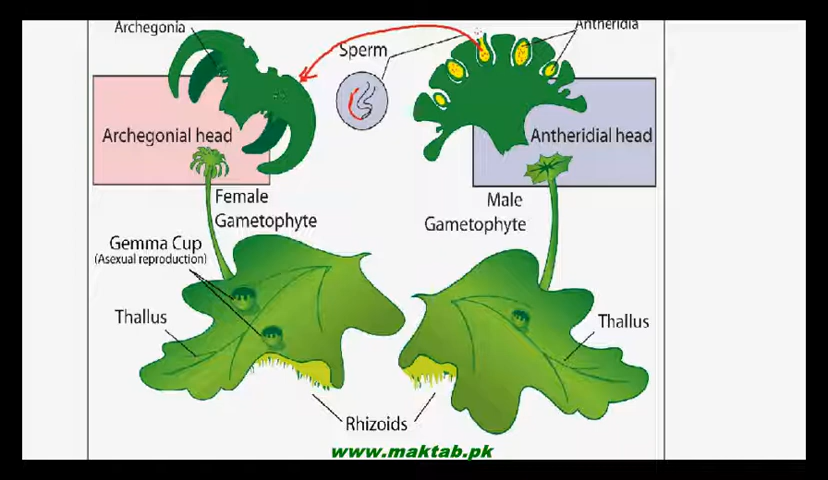 Archegonia
Antheridia
Sperm
Archegonial head
Antheridial head
Female
Gametophyte
Male
Gametophyte
Gemma Cup
(Asexual reproduction)
Thallus
Thallus
Rhizoids
www.maktab.pk